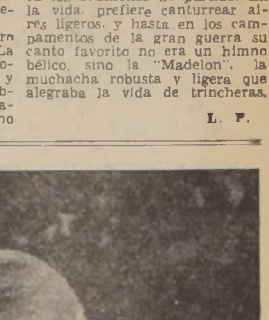 la vida, prefiere canturrear ai-
res ligeros, y hasta en los cam-
pamentos de la gran guerra su
canto favorito no era un himno
bélico, sino la "Madelon", la
muchacha robusta y ligera que
alegraba la vida de trincheras.
L. P.